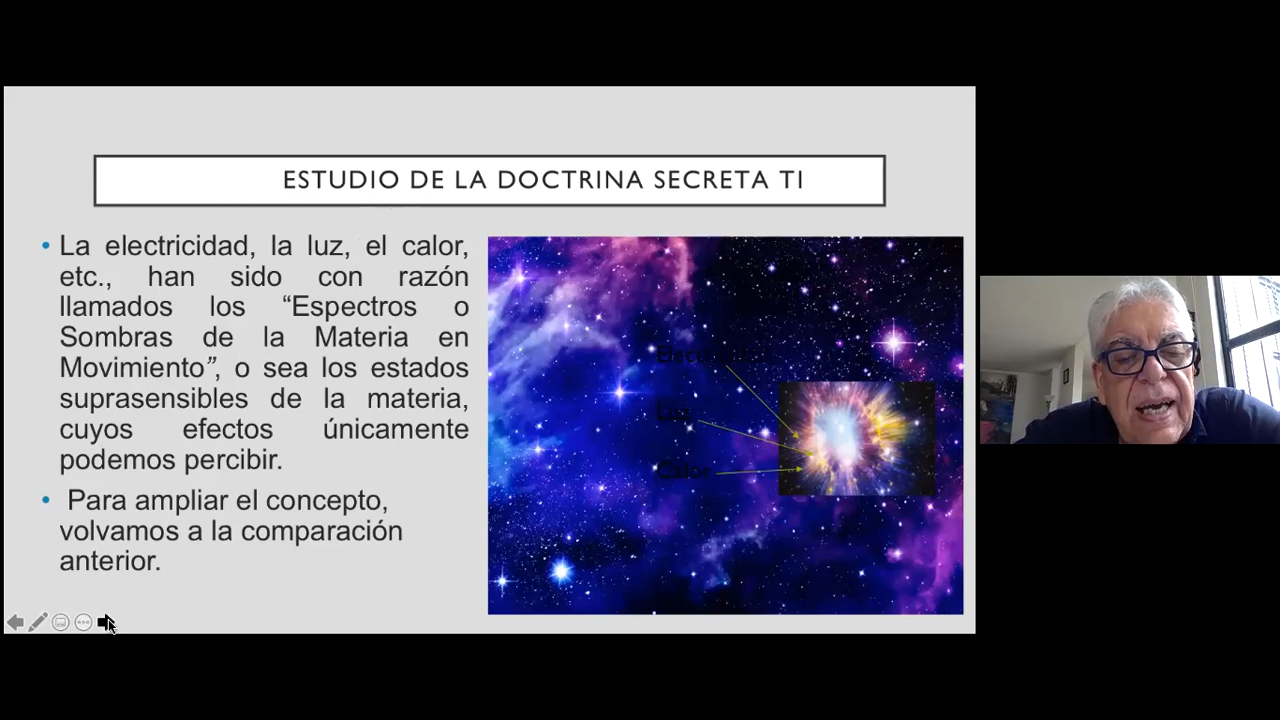 ESTUDIO DE LA DOCTRINA SECRETA TI
• La electricidad, la luz, el calor,
etc., han sido con razón
llamados los “Espectros o
Sombras de la Materia en
Movimiento”, o sea los estados
suprasensibles de la materia,
cuyos efectos únicamente
podemos percibir.
• Para ampliar el concepto,
volvamos a la comparación
anterior.
Luz
Calor